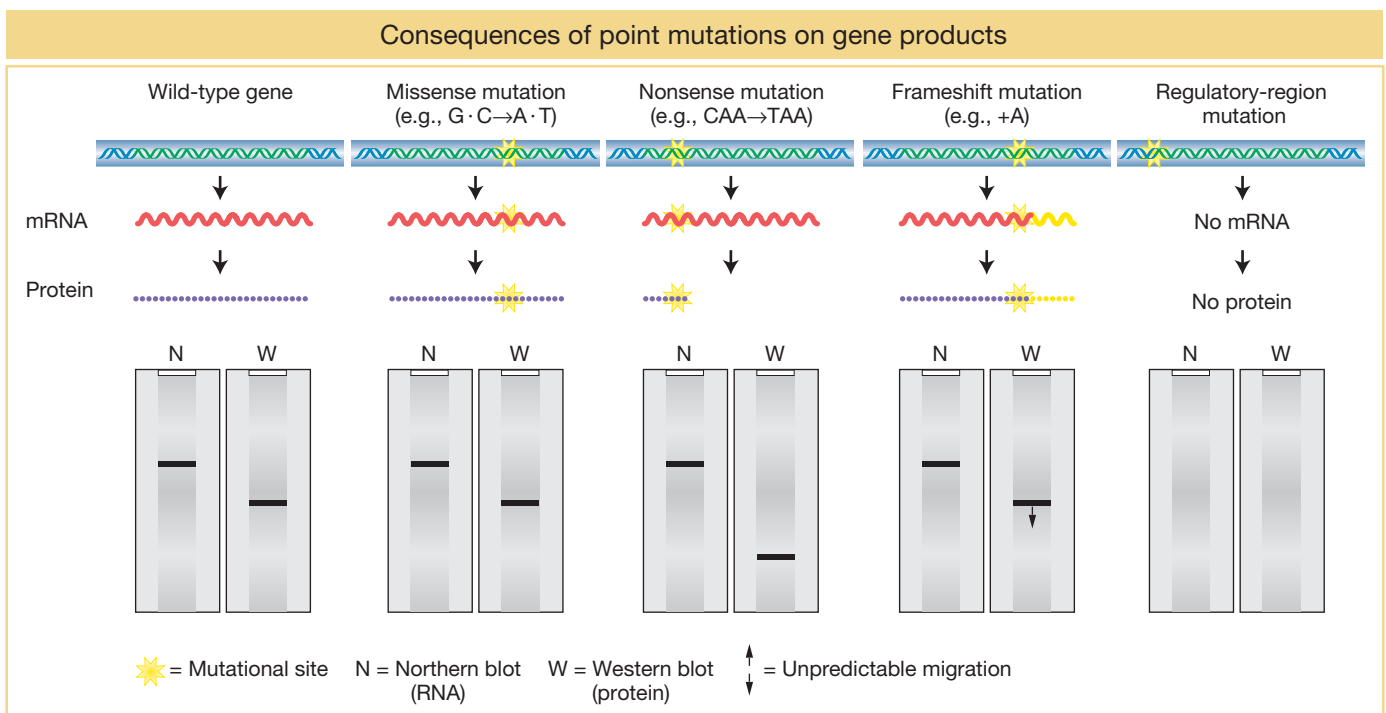 Consequences of point mutations on gene products
Wild-type gene
Missense mutation
(e.g., G·C→A·T)
Nonsense mutation
(e.g., CAA→TAA)
Frameshift mutation
(e.g., +A)
Regulatory-region
mutation
mRNA
No mRNA
Protein
No protein
N W
N W
N W
N W
N W
= Mutational site
N = Northern blot
(RNA)
W = Western blot
(protein)
= Unpredictable migration